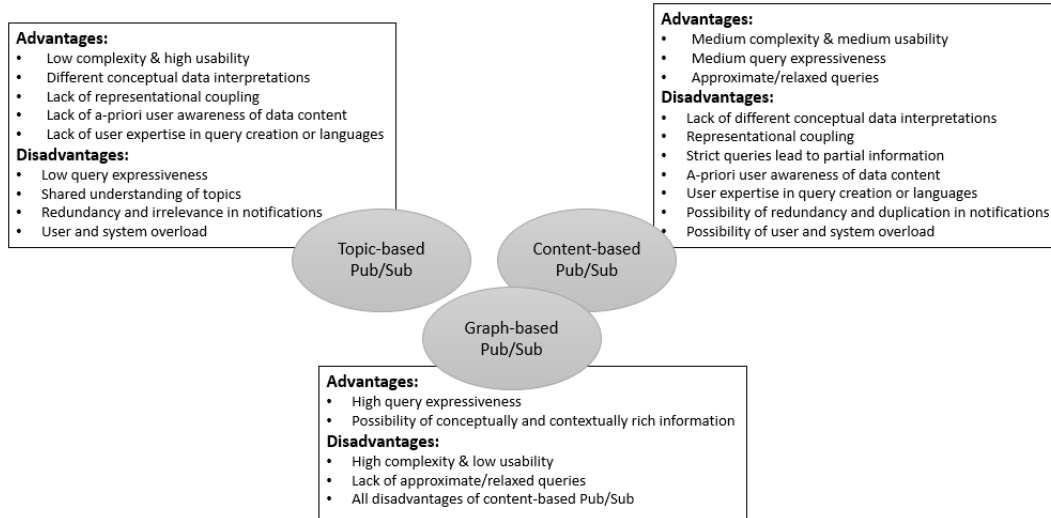 Advantages:
• Low complexity & high usability
• Different conceptual data interpretations
• Lack of representational coupling
• Lack of a-priori user awareness of data content
• Lack of user expertise in query creation or languages
Disadvantages:
• Low query expressiveness
• Shared understanding of topics
• Redundancy and irrelevance in notifications
• User and system overload
Advantages:
• Medium complexity & medium usability
• Medium query expressiveness
• Approximate/relaxed queries
Disadvantages:
• Lack of different conceptual data interpretations
• Representational coupling
• Strict queries lead to partial information
• A-priori user awareness of data content
• User expertise in query creation or languages
• Possibility of redundancy and duplication in notifications
• Possibility of user and system overload
Topic-based
Pub/Sub
Content-based
Pub/Sub
Graph-based
Pub/Sub
Advantages:
• High query expressiveness
• Possibility of conceptually and contextually rich information
Disadvantages:
• High complexity & low usability
• Lack of approximate/relaxed queries
• All disadvantages of content-based Pub/Sub